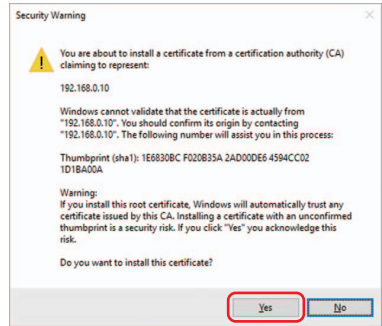 Security Warning
You are about to install a certificate from a certification authority (CA)
claiming to represent:
192.168.0.10
Windows cannot validate that the certificate is actually from
"192.168.0.10". You should confirm its origin by contacting
"192.168.0.10". The following number will assist you in this process:
Thumbprint (sha1): 1E6830BC F020B35A 2AD00DE6 4594CC02
1D1BA00A
Warning:
If you install this root certificate, Windows will automatically trust any
certificate issued by this CA. Installing a certificate with an unconfirmed
thumbprint is a security risk. If you click "Yes" you acknowledge this
risk.
Do you want to install this certificate?
Yes No